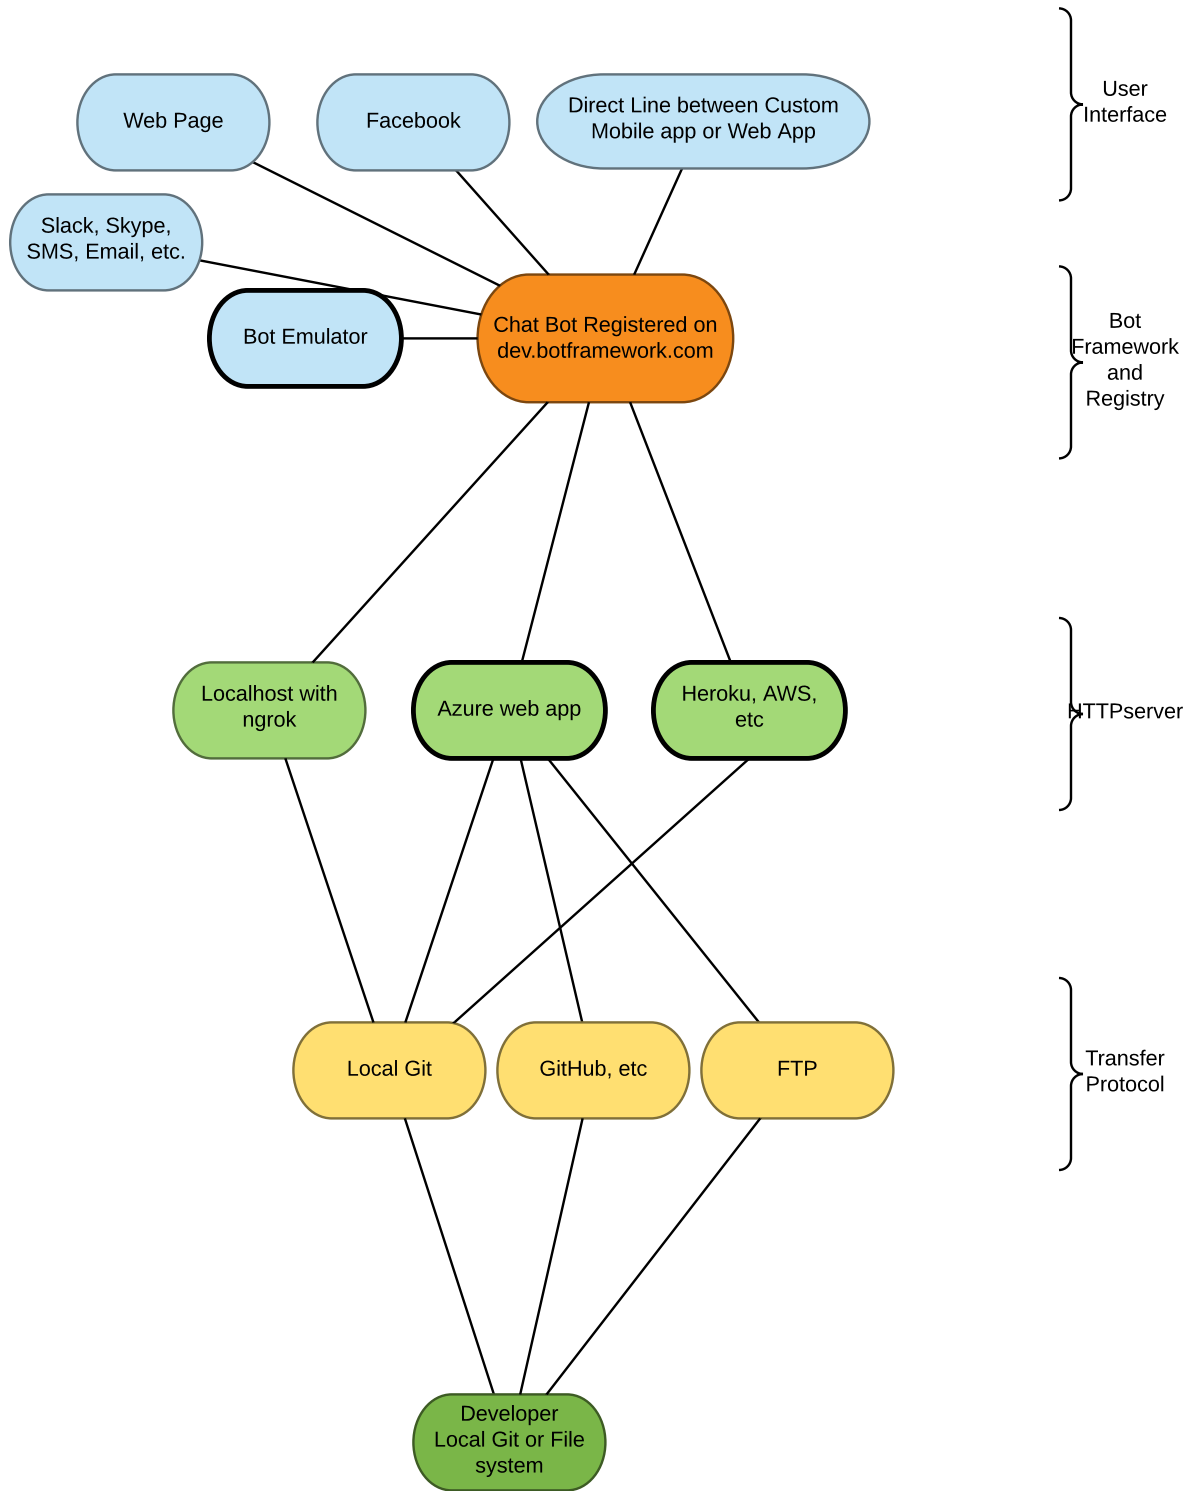 User
Interface
Web Page
Facebook
Direct Line between Custom
Mobile app or Web App
Slack, Skype,
SMS, Email, etc.
Bot Emulator
Chat Bot Registered on
dev.botframework.com
Bot
Framework
and
Registry
Localhost with
ngrok
Azure web app
Heroku, AWS,
etc
HTTPserver
Local Git
GitHub, etc
FTP
Transfer
Protocol
Developer
Local Git or File
system